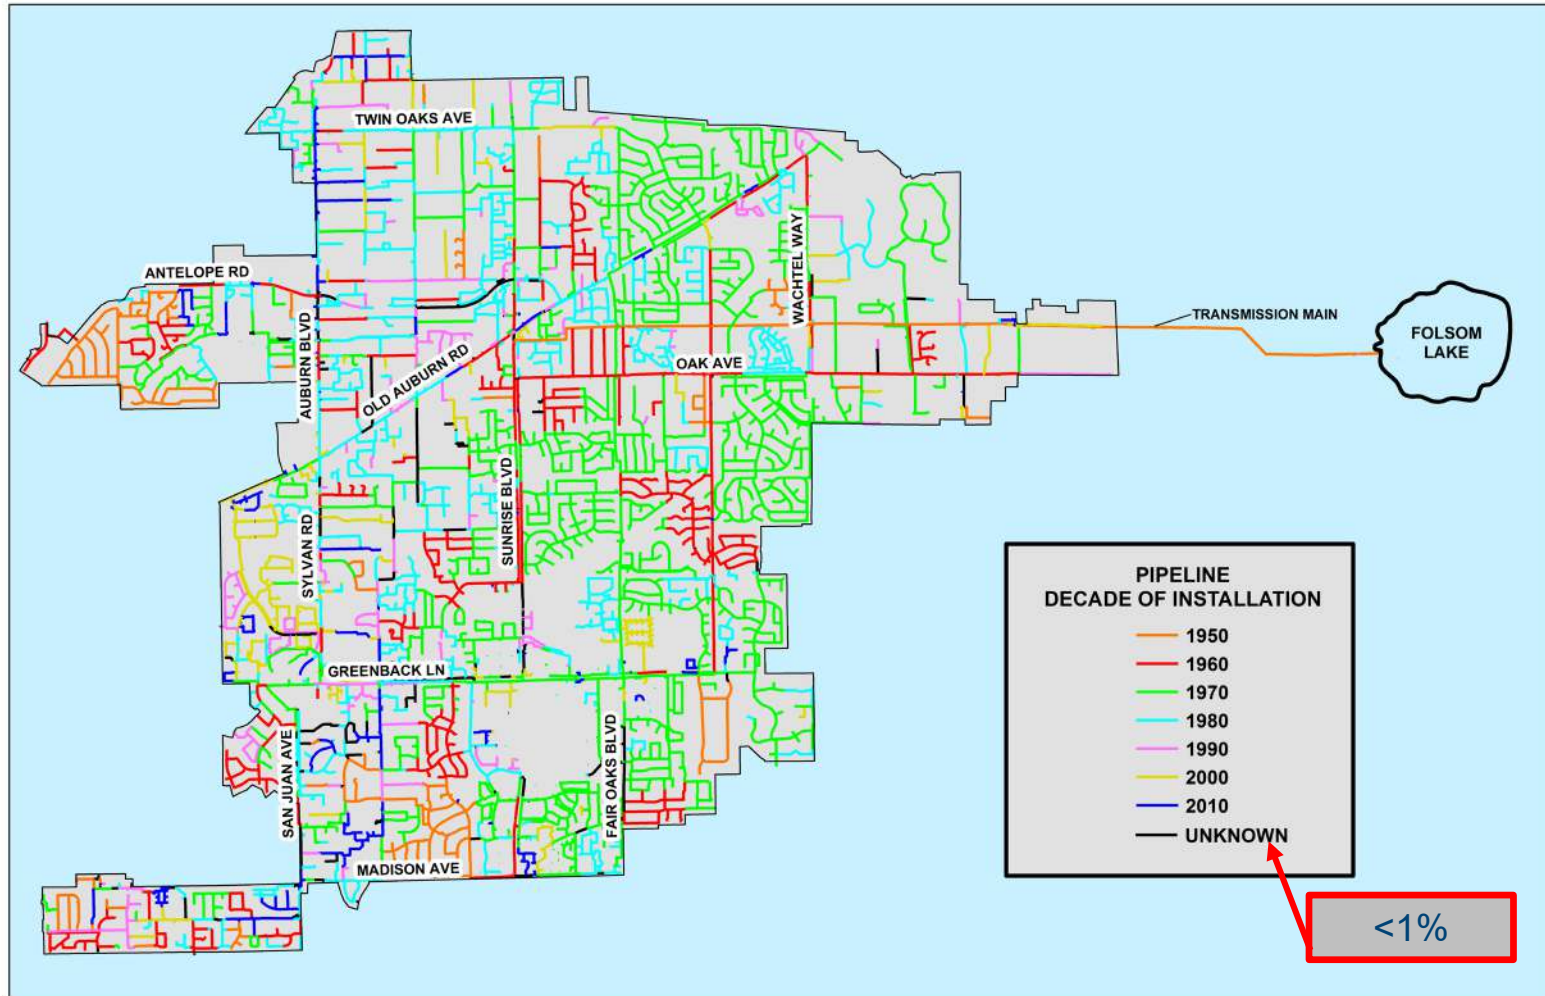 TWIN OAKS AVE
ANTELOPE RD
AUBURN BLVD
OLD AUBURN RD
WACHTEL WAY
OAK AVE
TRANSMISSION MAIN
FOLSOM
LAKE
SYLVAN RD
SUNRISE BLVD
GREENBACK LN
SAN JUAN AVE
FAIR OAKS BLVD
MADISON AVE
PIPELINE
DECADE OF INSTALLATION
1950
1960
1970
1980
1990
2000
2010
UNKNOWN
<1%